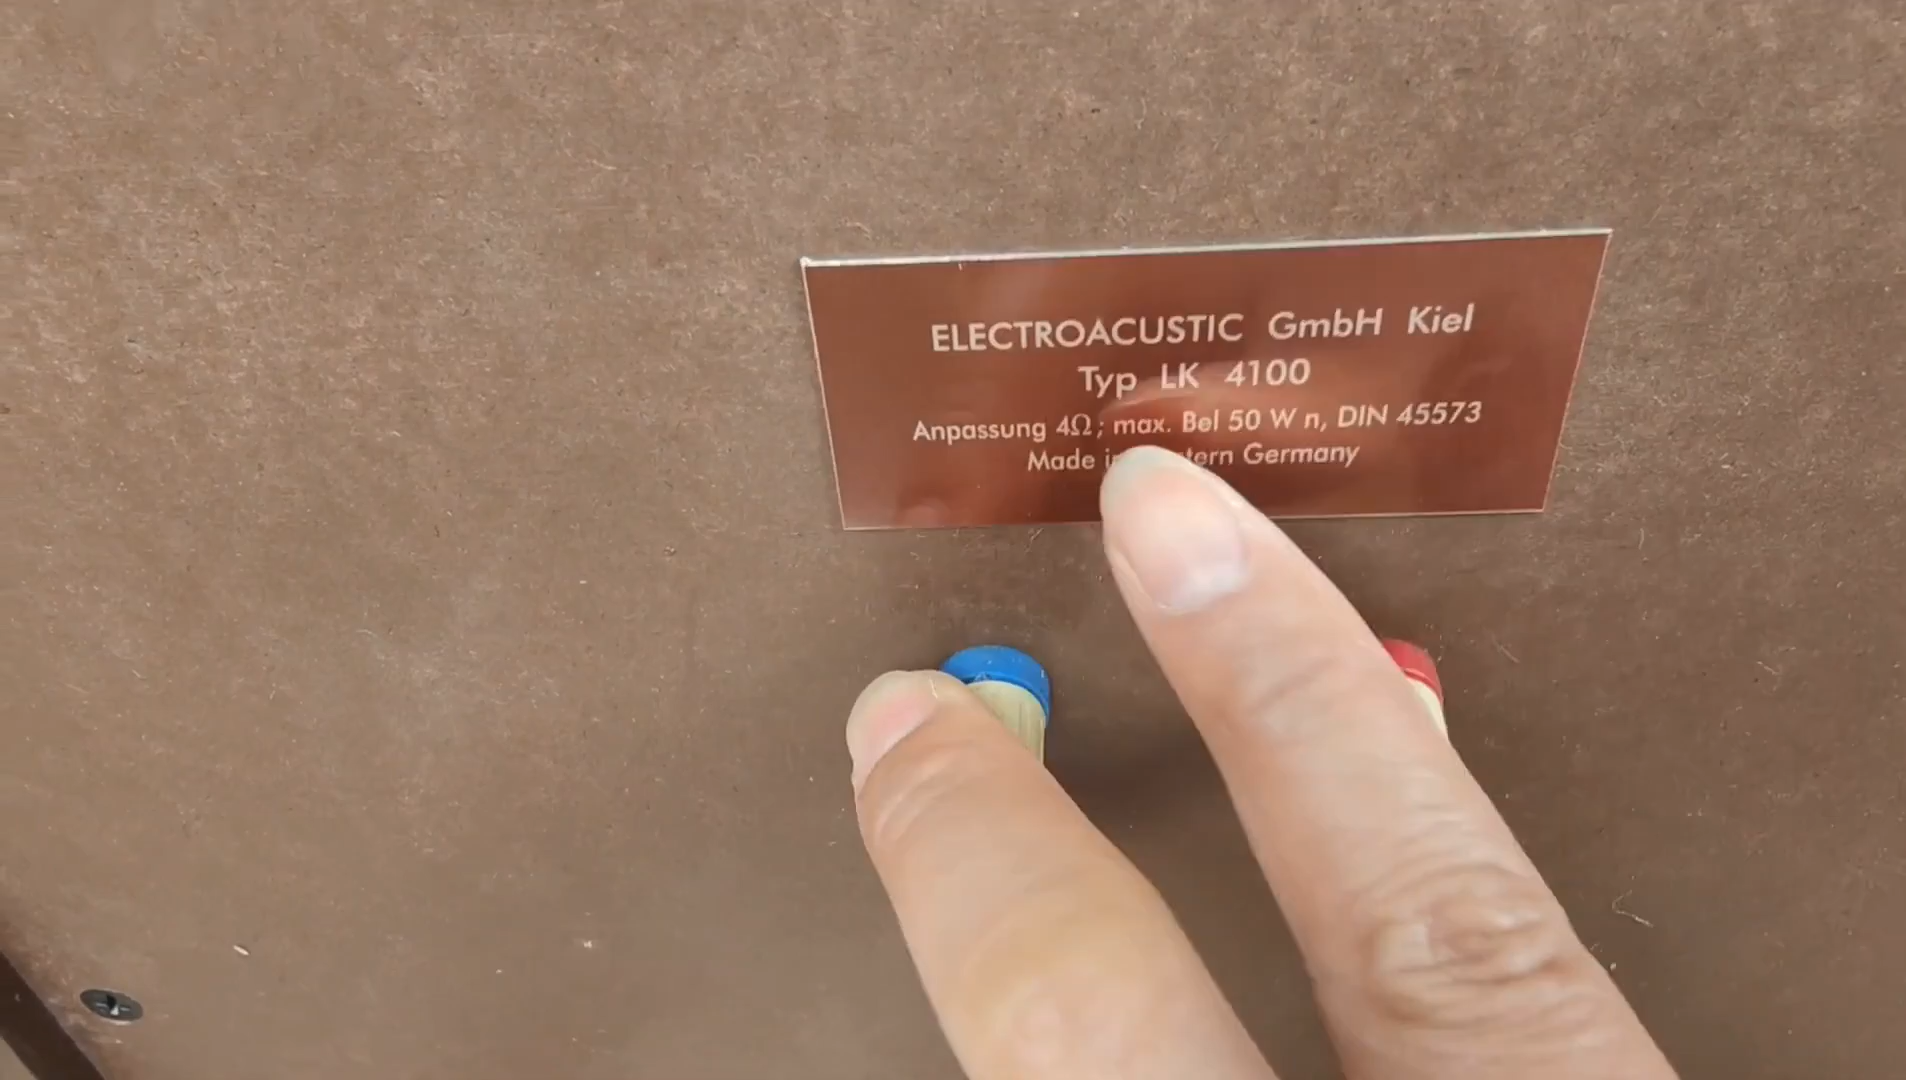 ELECTROACUSTIC GmbH Kiel
Typ LK 4100
Anpassung 4Ω; max. Bel 50 W n, DIN 45573
Made Germany